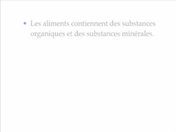 • Les aliments contiennent des substances
organiques et des substances minérales.